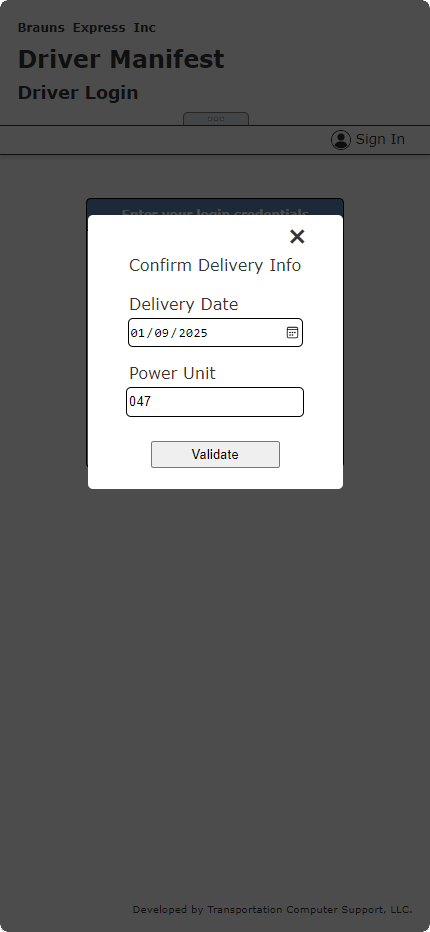 Brauns Express Inc
Driver Manifest
Driver Login
Sign In
Enter your login credentials
Confirm Delivery Info
Delivery Date
01/09/2025
Power Unit
047
Validate
Developed by Transportation Computer Support, LLC.